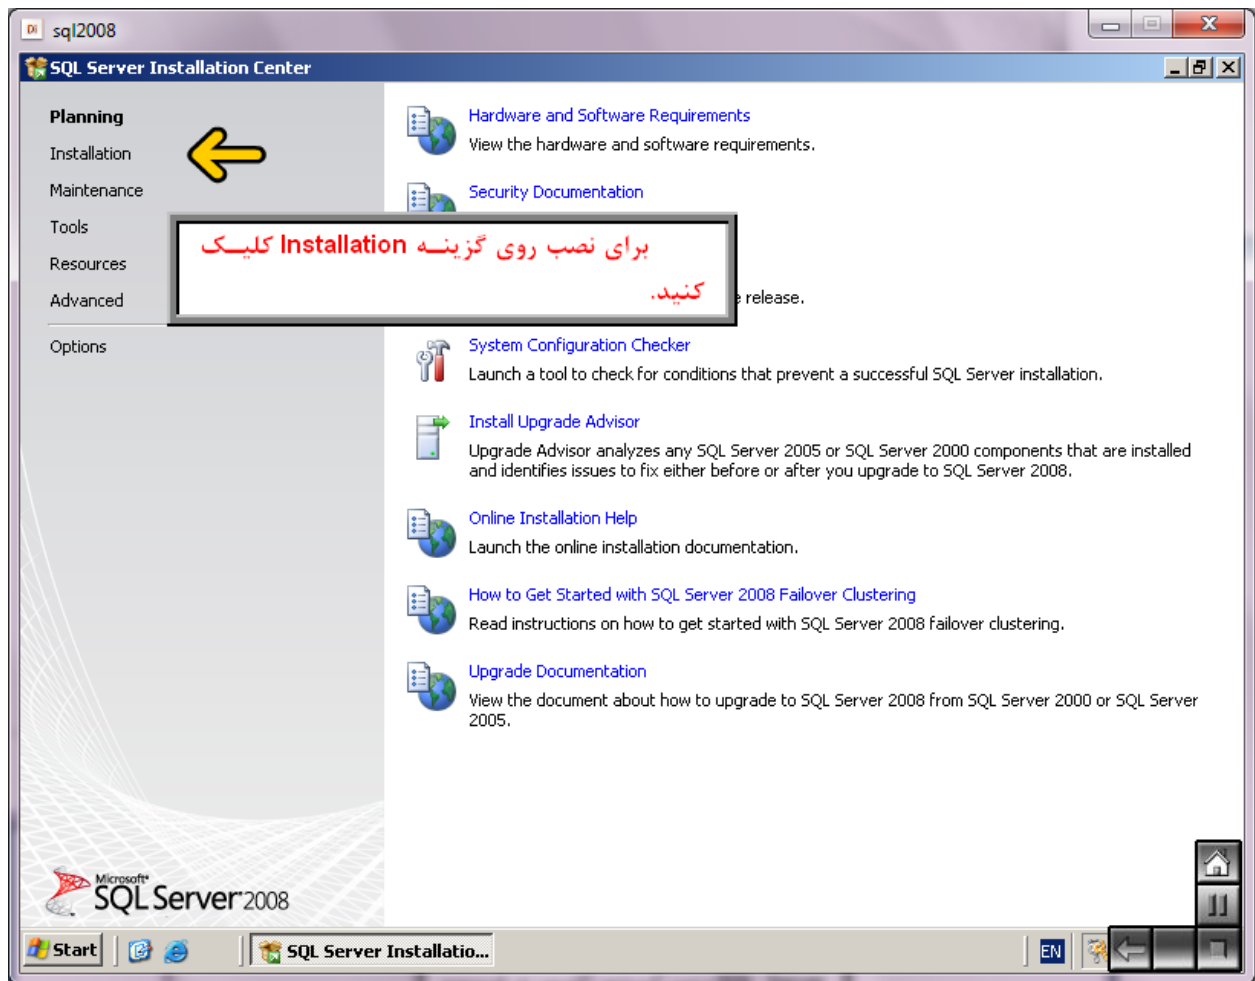 sql2008
SQL Server Installation Center
Planning
Installation
Maintenance
Tools
Resources
Advanced
Options
Hardware and Software Requirements
View the hardware and software requirements.
Security Documentation
برای نصب روی گزینه Installation کلیک
کنید.
release.
System Configuration Checker
Launch a tool to check for conditions that prevent a successful SQL Server installation.
Install Upgrade Advisor
Upgrade Advisor analyzes any SQL Server 2005 or SQL Server 2000 components that are installed
and identifies issues to fix either before or after you upgrade to SQL Server 2008.
Online Installation Help
Launch the online installation documentation.
How to Get Started with SQL Server 2008 Failover Clustering
Read instructions on how to get started with SQL Server 2008 failover clustering.
Upgrade Documentation
View the document about how to upgrade to SQL Server 2008 from SQL Server 2000 or SQL Server
2005.
Microsoft
SQL Server 2008
Start
SQL Server Installatio...
EN